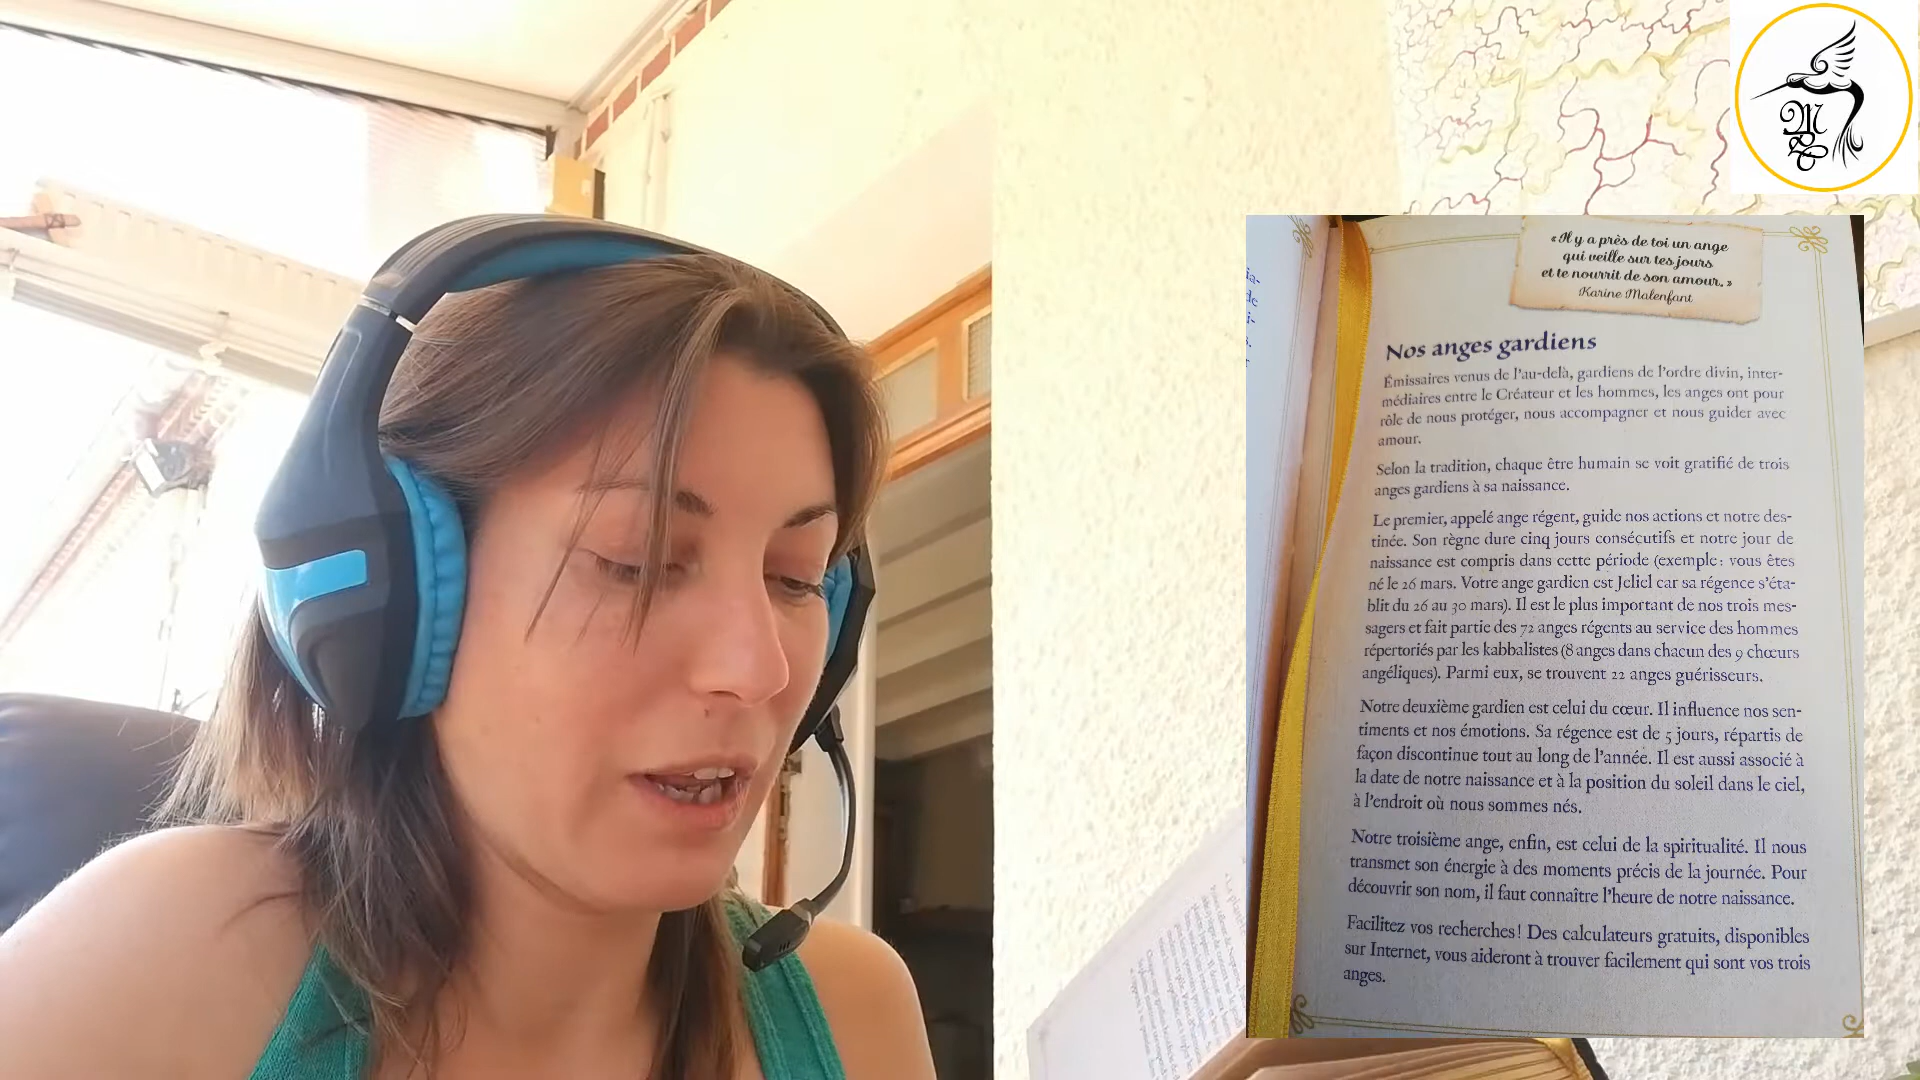 « Il y a près de toi un ange
qui veille sur tes jours
et te nourrit de son amour. »
Karine Malenfant
Nos anges gardiens
Émissaires venus de l'au-delà, gardiens de l'ordre divin, inter-
médiaires entre le Créateur et les hommes, les anges ont pour
rôle de nous protéger, nous accompagner et nous guider avec
amour.
Selon la tradition, chaque être humain se voit gratifié de trois
anges gardiens à sa naissance.
Le premier, appelé ange régent, guide nos actions et notre des-
tinée. Son règne dure cinq jours consécutifs et notre jour de
naissance est compris dans cette période (exemple : vous êtes
né le 26 mars. Votre ange gardien est Jeliel car sa régence s'éta-
blit du 26 au 30 mars). Il est le plus important de nos trois mes-
sagers et fait partie des 72 anges régents au service des hommes
répertoriés par les kabbalistes (8 anges dans chacun des 9 chœurs
angéliques). Parmi eux, se trouvent 22 anges guérisseurs.
Notre deuxième gardien est celui du cœur. Il influence nos sen-
timents et nos émotions. Sa régence est de 5 jours, répartis de
façon discontinue tout au long de l'année. Il est aussi associé à
la date de notre naissance et à la position du soleil dans le ciel,
à l'endroit où nous sommes nés.
Notre troisième ange, enfin, est celui de la spiritualité. Il nous
transmet son énergie à des moments précis de la journée. Pour
découvrir son nom, il faut connaître l'heure de notre naissance.
Facilitez vos recherches ! Des calculateurs gratuits, disponibles
sur Internet, vous aideront à trouver facilement qui sont vos trois
anges.